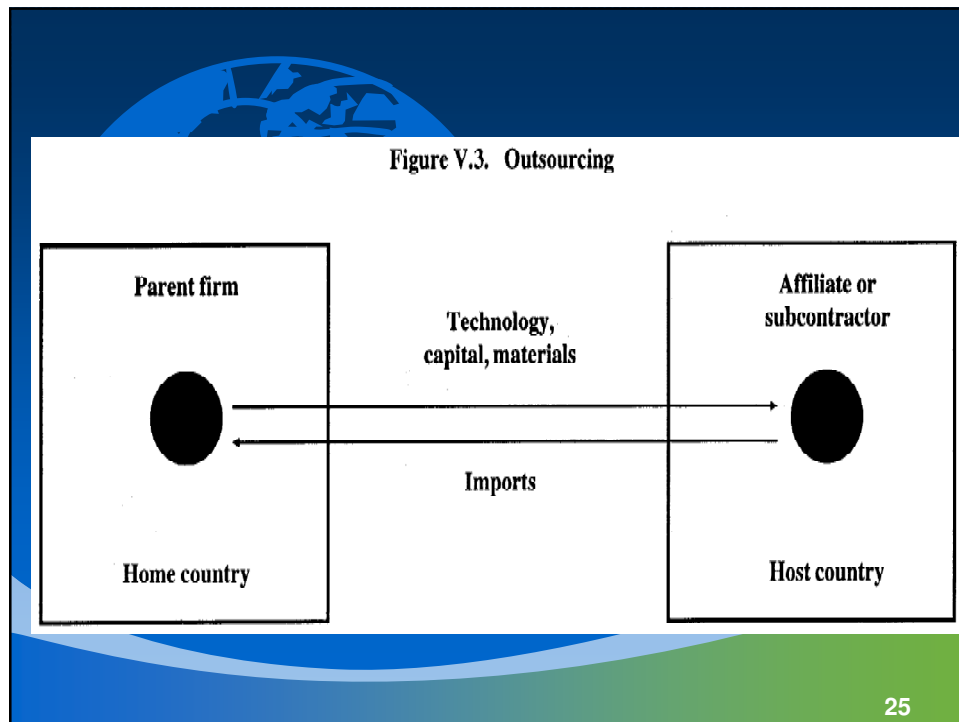 Figure V.3. Outsourcing
Parent firm
Affiliate or
subcontractor
Technology,
capital, materials
Imports
Home country
Host country
25